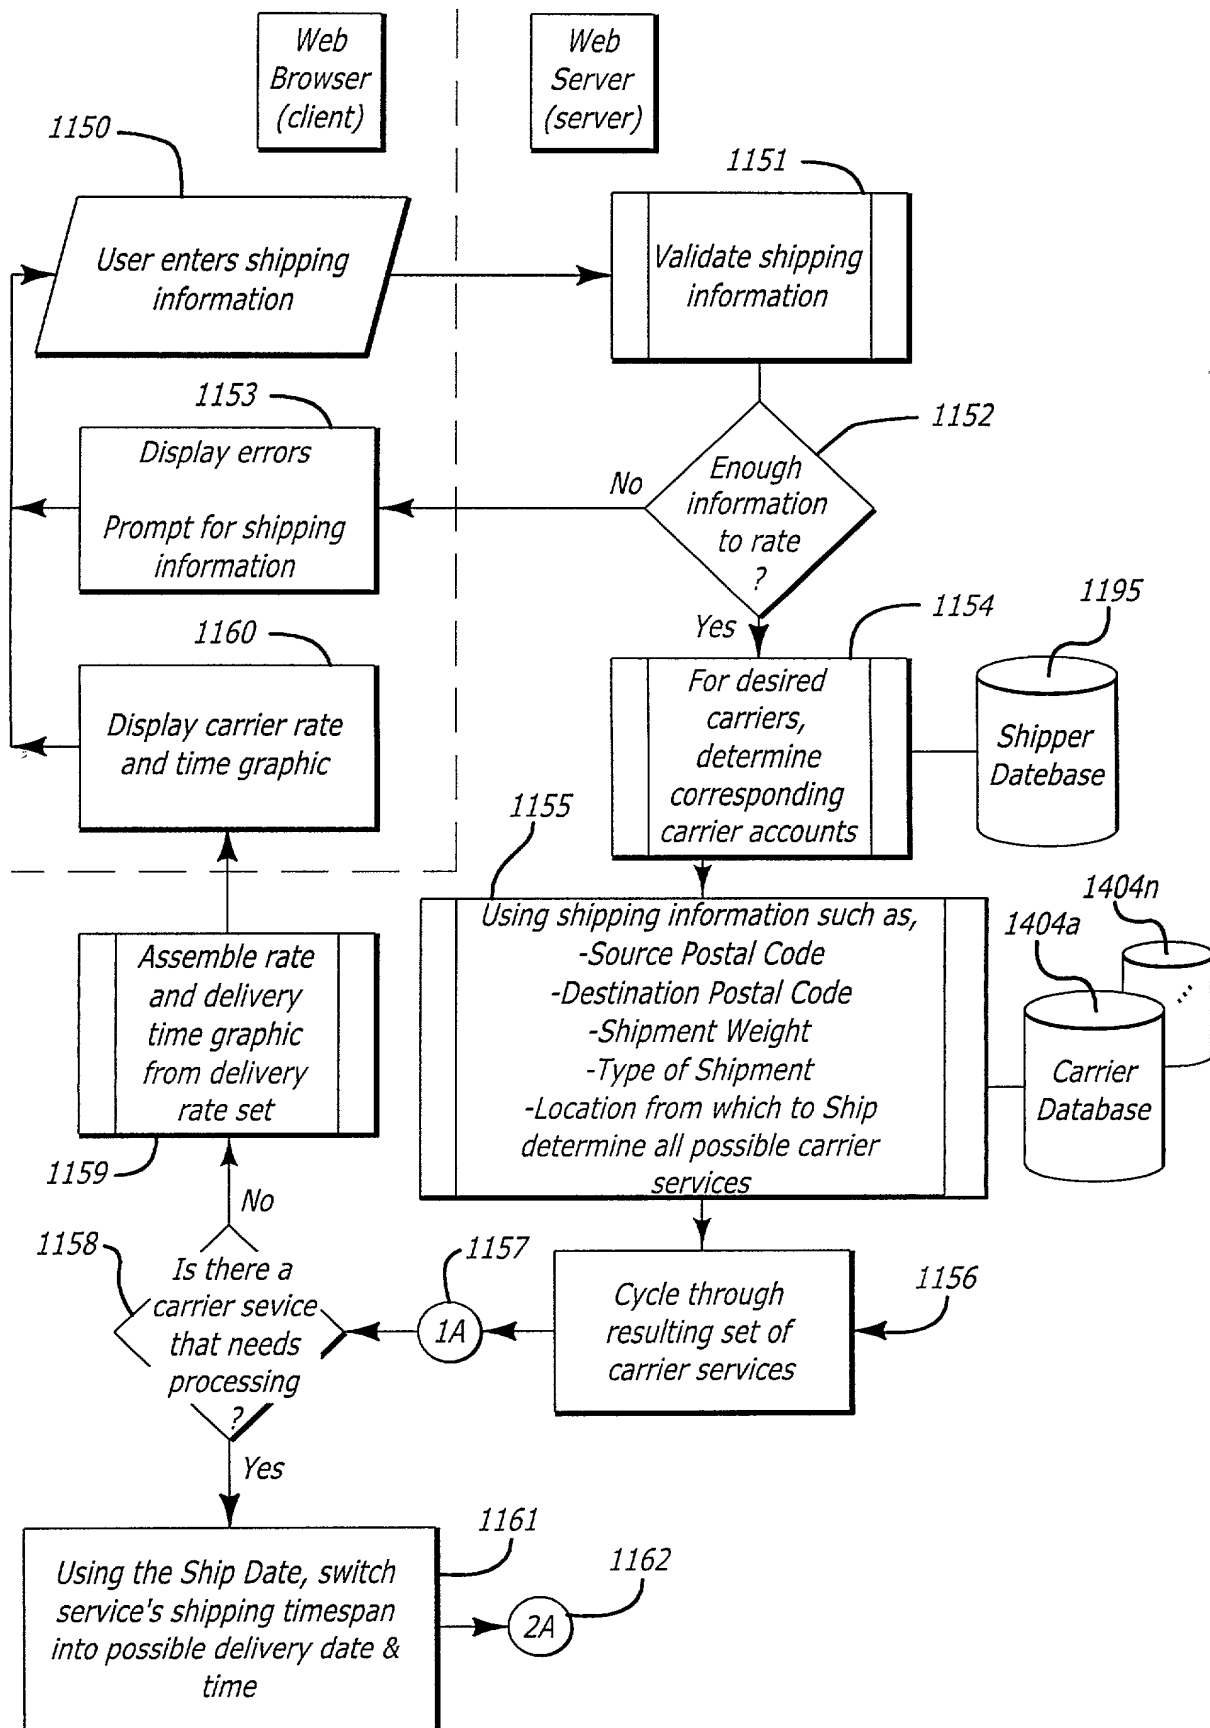 Web
Browser
(client)
Web
Server
(server)
1150
1151
User enters shipping
information
Validate shipping
information
1153
1152
Display errors
Prompt for shipping
information
No
Enough
information
to rate
?
Yes
1154
1195
1160
Display carrier rate
and time graphic
For desired
carriers,
determine
corresponding
carrier accounts
Shipper
Datebase
1155
1404n
1404a
Using shipping information such as,
-Source Postal Code
-Destination Postal Code
-Shipment Weight
-Type of Shipment
-Location from which to Ship
determine all possible carrier
services
Carrier
Database
Assemble rate
and delivery
time graphic
from delivery
rate set
1159
No
1158
Is there a
carrier sevice
that needs
processing
?
1157
1A
Cycle through
resulting set of
carrier services
1156
Yes
1161
Using the Ship Date, switch
service's shipping timespan
into possible delivery date &
time
1162
2A